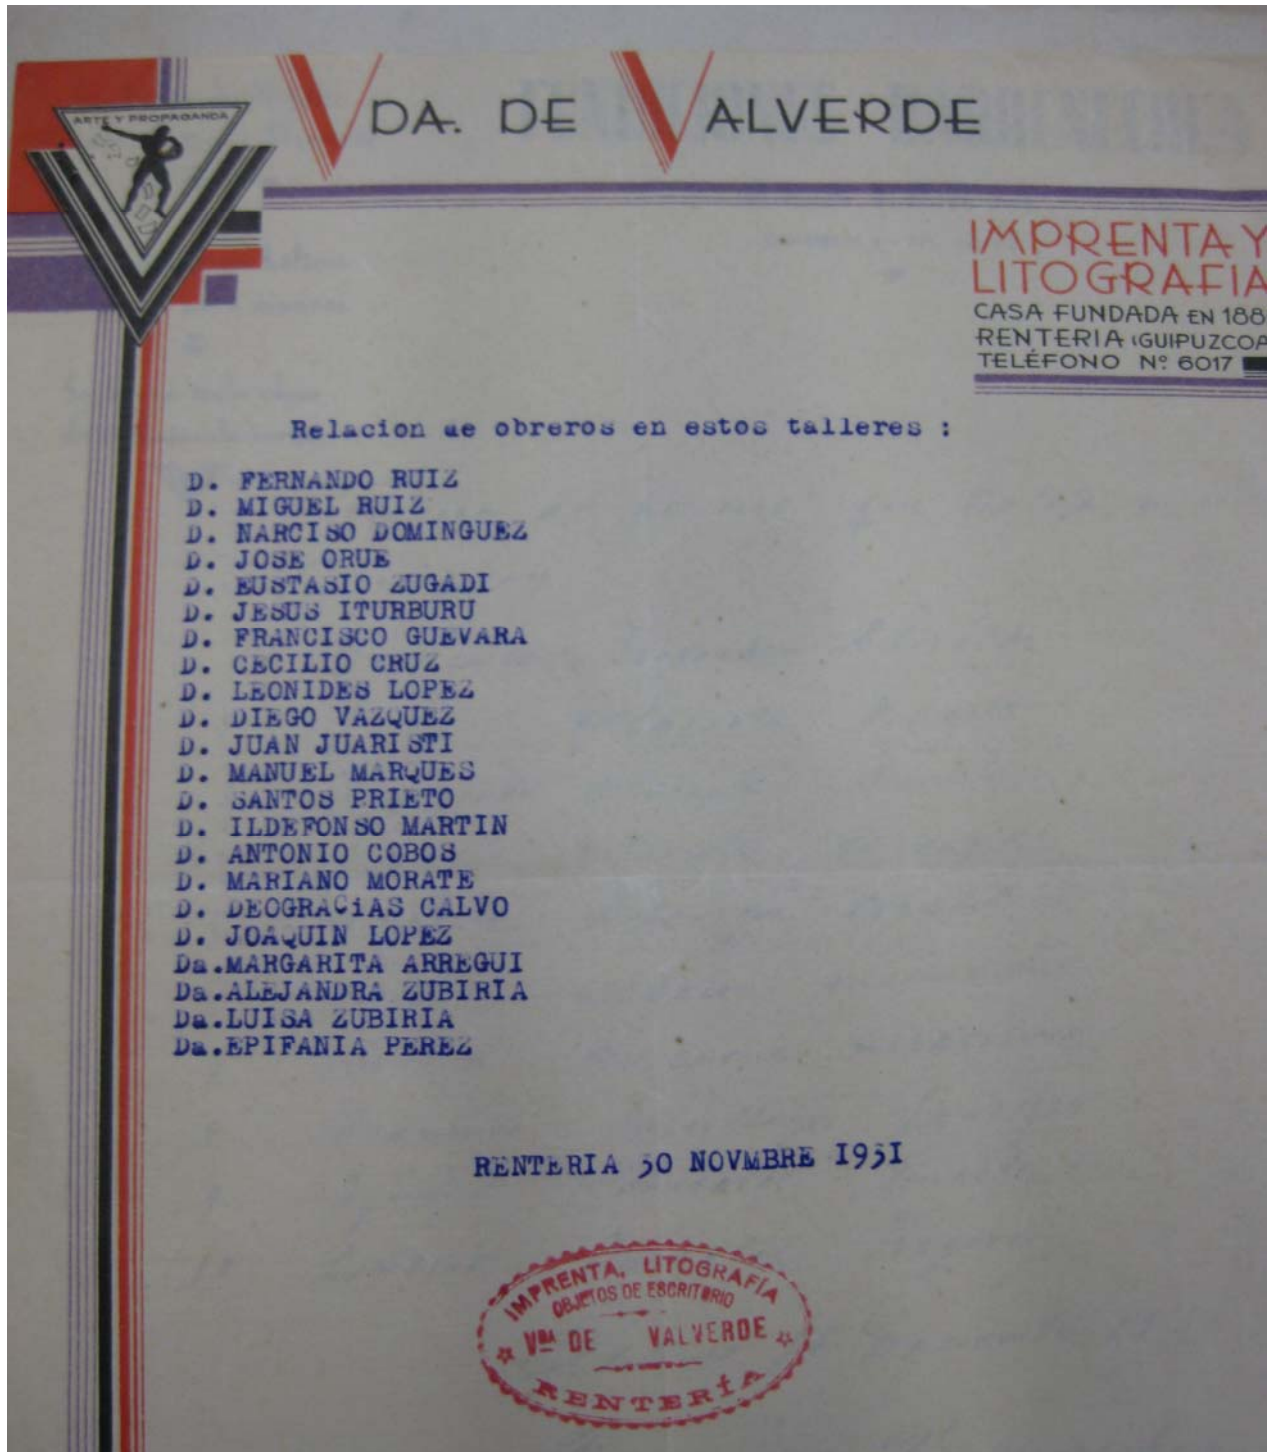 ARTE Y PROPAGANDA
VDA. DE VALVERDE
IMPRENTA Y
LITOGRAFIA
CASA FUNDADA EN 188
RENTERIA (GUIPUZCOA
TELÉFONO Nº 6017
Relacion de obreros en estos talleres :
D. FERNANDO RUIZ
D. MIGUEL RUIZ
D. NARCISO DOMINGUEZ
D. JOSE ORUE
D. EUSTASIO ZUGADI
D. JESUS ITURBURU
D. FRANCISCO GUEVARA
D. CECILIO CRUZ
D. LEONIDES LOPEZ
D. DIEGO VAZQUEZ
D. JUAN JUARISTI
D. MANUEL MARQUES
D. SANTOS PRIETO
D. ILDEFONSO MARTIN
D. ANTONIO COBOS
D. MARIANO MORATE
D. DEOGRACiAS CALVO
D. JOAQUIN LOPEZ
Da.MARGARITA ARREGUI
Da.ALEJANDRA ZUBIRIA
Da.LUISA ZUBIRIA
Da.EPIFANIA PEREZ
RENTERIA 30 NOVMBRE I93I
IMPRENTA, LITOGRAFÍA
OBJETOS DE ESCRITORIO
VDA DE VALVERDE
RENTERÍA